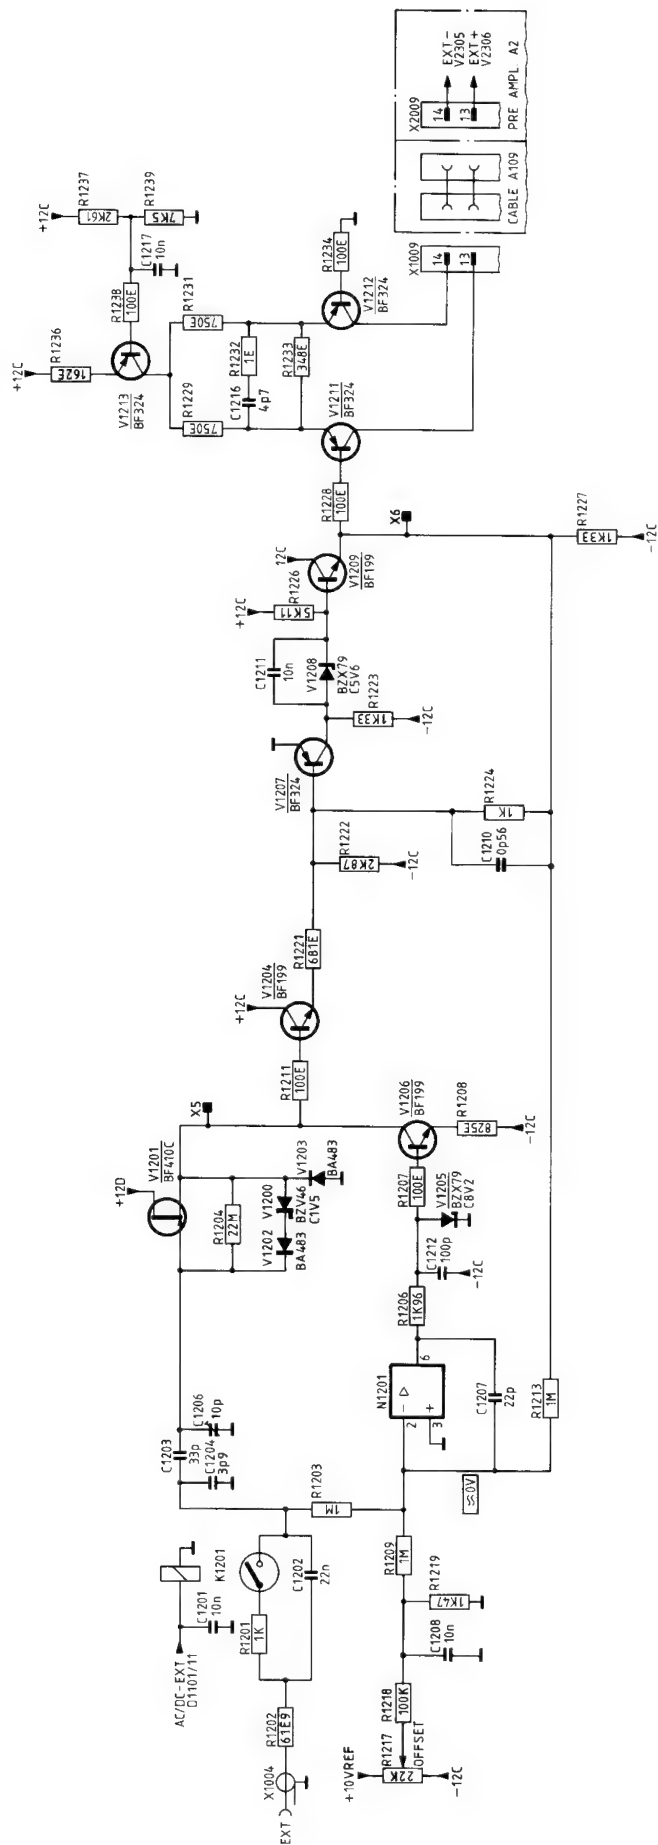 EXT
X1004
R1202
61E9
AC/DC-EXT
D1101/11
C1201
10n
K1201
R1201
1K
C1202
22n
+10VREF
R1217
22K
OFFSET
-12C
R1218
100K
C1208
10n
R1219
1K47
R1209
1M
R1203
1M
C1203
33p
C1204
3p9
C1206
10p
≈0V
N1201
2
3
6
-
+
C1207
22p
R1213
1M
R1206
1K96
C1212
100p
-12C
V1205
BZX79
C8V2
R1207
100E
V1206
BF199
R1208
825E
-12C
+12D
V1201
BF410C
R1204
22M
V1202
BA483
V1200
BZV46
C1V5
V1203
BA483
X5
R1211
100E
+12C
V1204
BF199
R1221
681E
R1222
2K87
-12C
V1207
BF324
C1210
0p56
R1224
1K
R1223
1K33
-12C
C1211
10n
V1208
BZX79
C5V6
+12C
R1226
5K11
12C
V1209
BF199
X6
R1227
1K33
-12C
R1228
100E
V1211
BF324
V1212
BF324
R1234
100E
R1229
750E
R1231
750E
C1216
4p7
R1232
1E
R1233
348E
V1213
BF324
+12C
R1236
162E
R1238
100E
C1217
10n
+12C
R1237
2K61
R1239
7K5
X1009
14
13
CABLE A109
X2009
14
13
PRE AMPL. A2
EXT-
V2305
EXT+
V2306